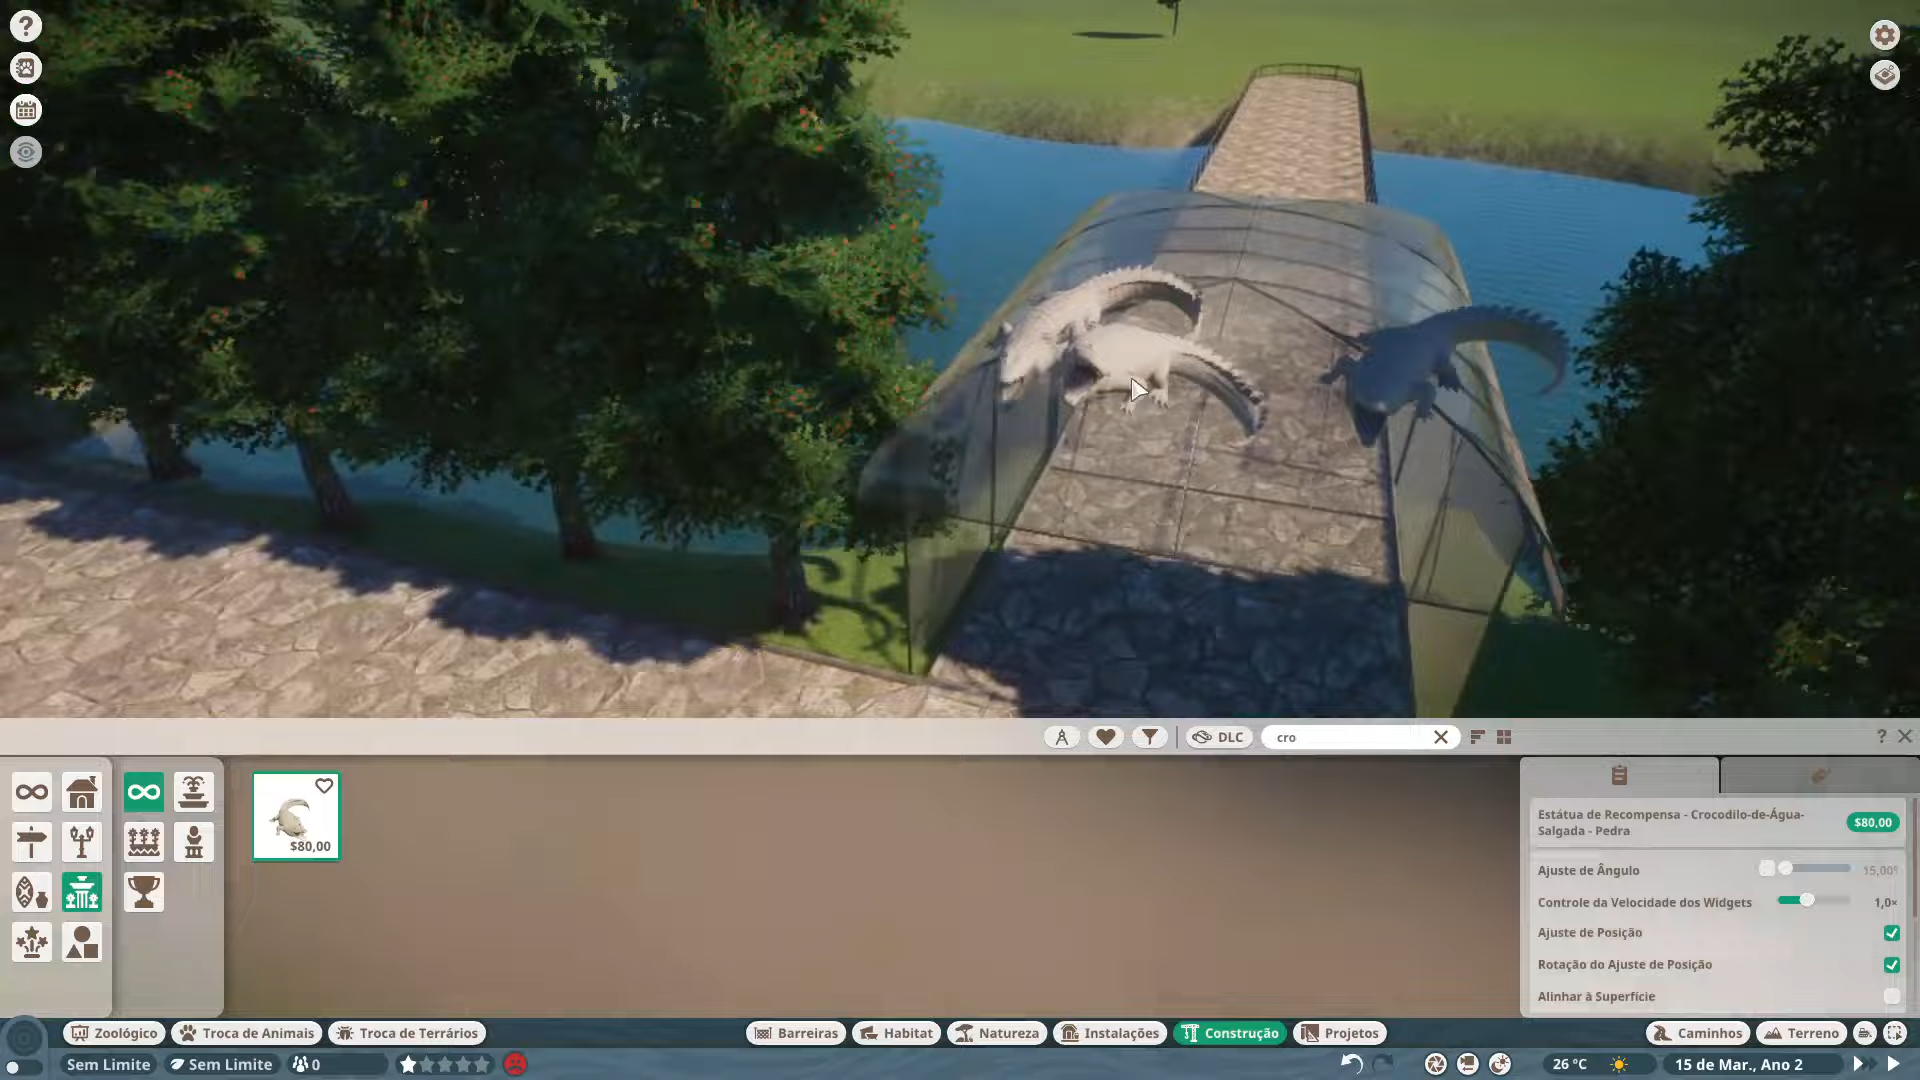 DLC
cro
$80,00
Estátua de Recompensa - Crocodilo-de-Água-
Salgada - Pedra
$80,00
Ajuste de Ângulo
15,00°
Controle da Velocidade dos Widgets
1,0×
Ajuste de Posição
Rotação do Ajuste de Posição
Alinhar à Superfície
Zoológico
Troca de Animais
Troca de Terrários
Barreiras
Habitat
Natureza
Instalações
Construção
Projetos
Caminhos
Terreno
Sem Limite
Sem Limite
0
26 °C
15 de Mar., Ano 2